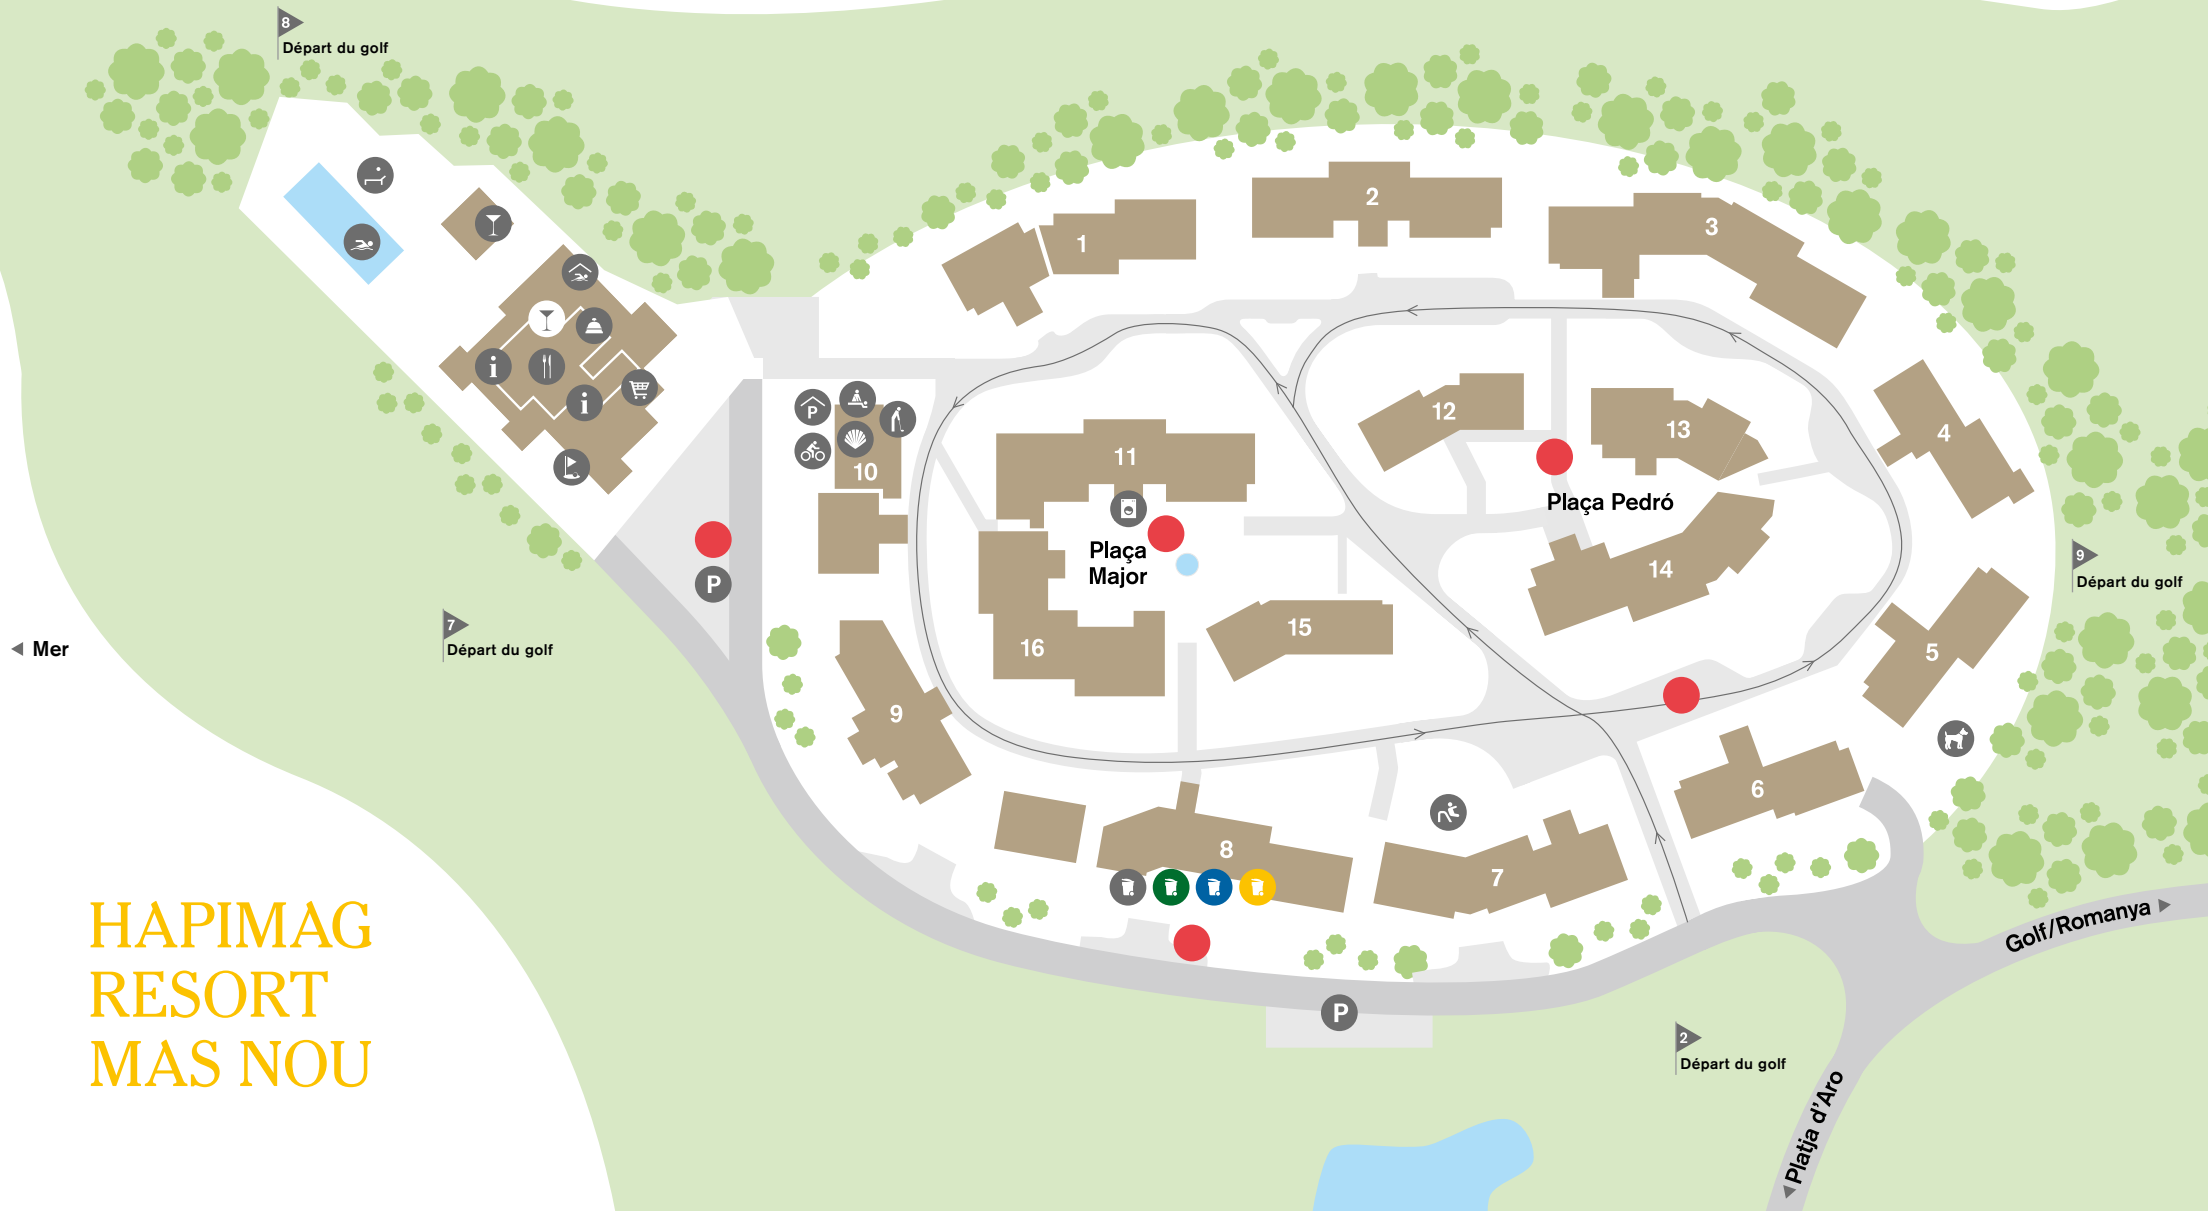 8
Départ du golf
1
2
3
P
10
11
12
13
4
Plaça Pedró
Plaça
Major
14
9
Départ du golf
P
7
Départ du golf
Mer
16
15
5
9
6
8
7
HAPIMAG
RESORT
MAS NOU
Golf/Romanya
P
2
Départ du golf
Platja d'Aro
i
i